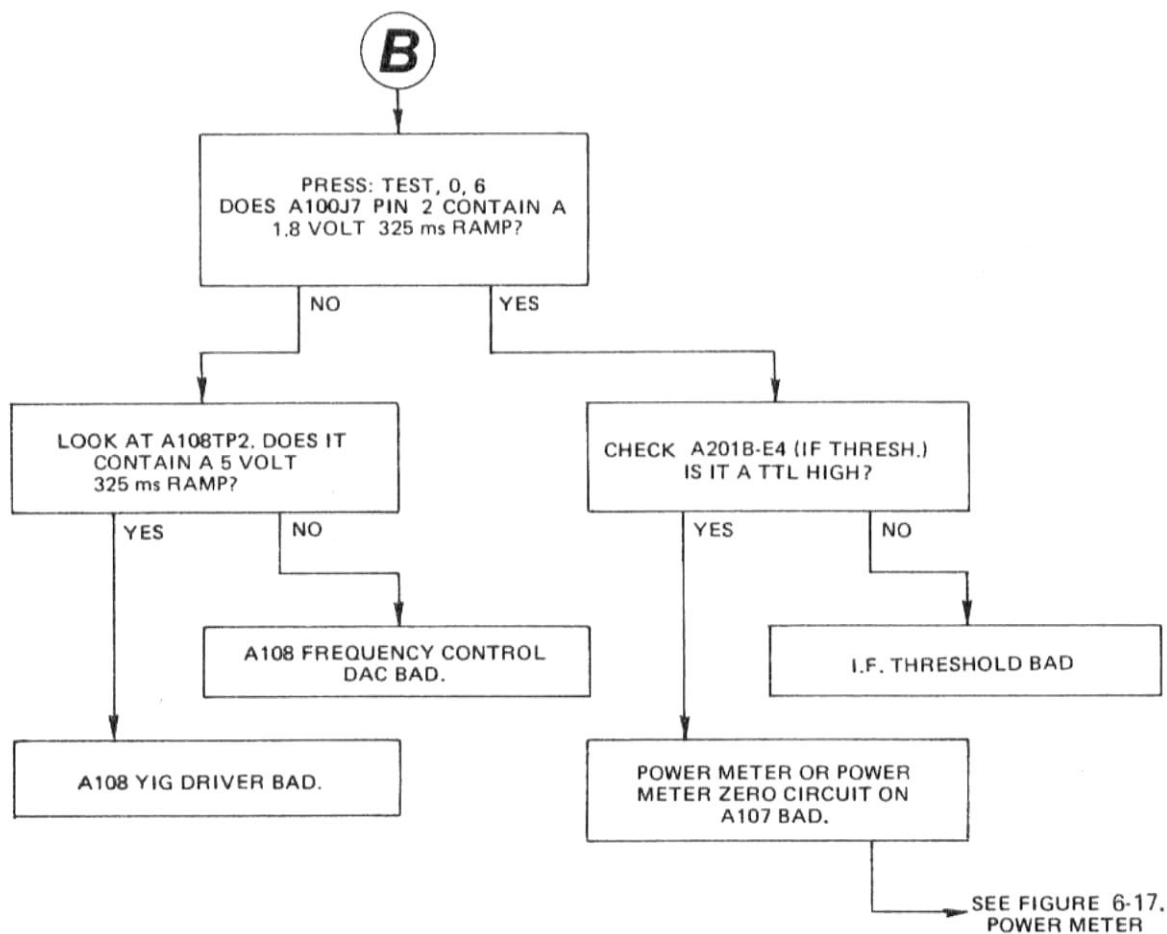 B
PRESS: TEST, 0, 6
DOES A100J7 PIN 2 CONTAIN A
1.8 VOLT 325 ms RAMP?
NO
YES
LOOK AT A108TP2. DOES IT
CONTAIN A 5 VOLT
325 ms RAMP?
CHECK A201B-E4 (IF THRESH.)
IS IT A TTL HIGH?
YES
NO
YES
NO
A108 FREQUENCY CONTROL
DAC BAD.
I.F. THRESHOLD BAD
A108 YIG DRIVER BAD.
POWER METER OR POWER
METER ZERO CIRCUIT ON
A107 BAD.
SEE FIGURE 6-17.
POWER METER